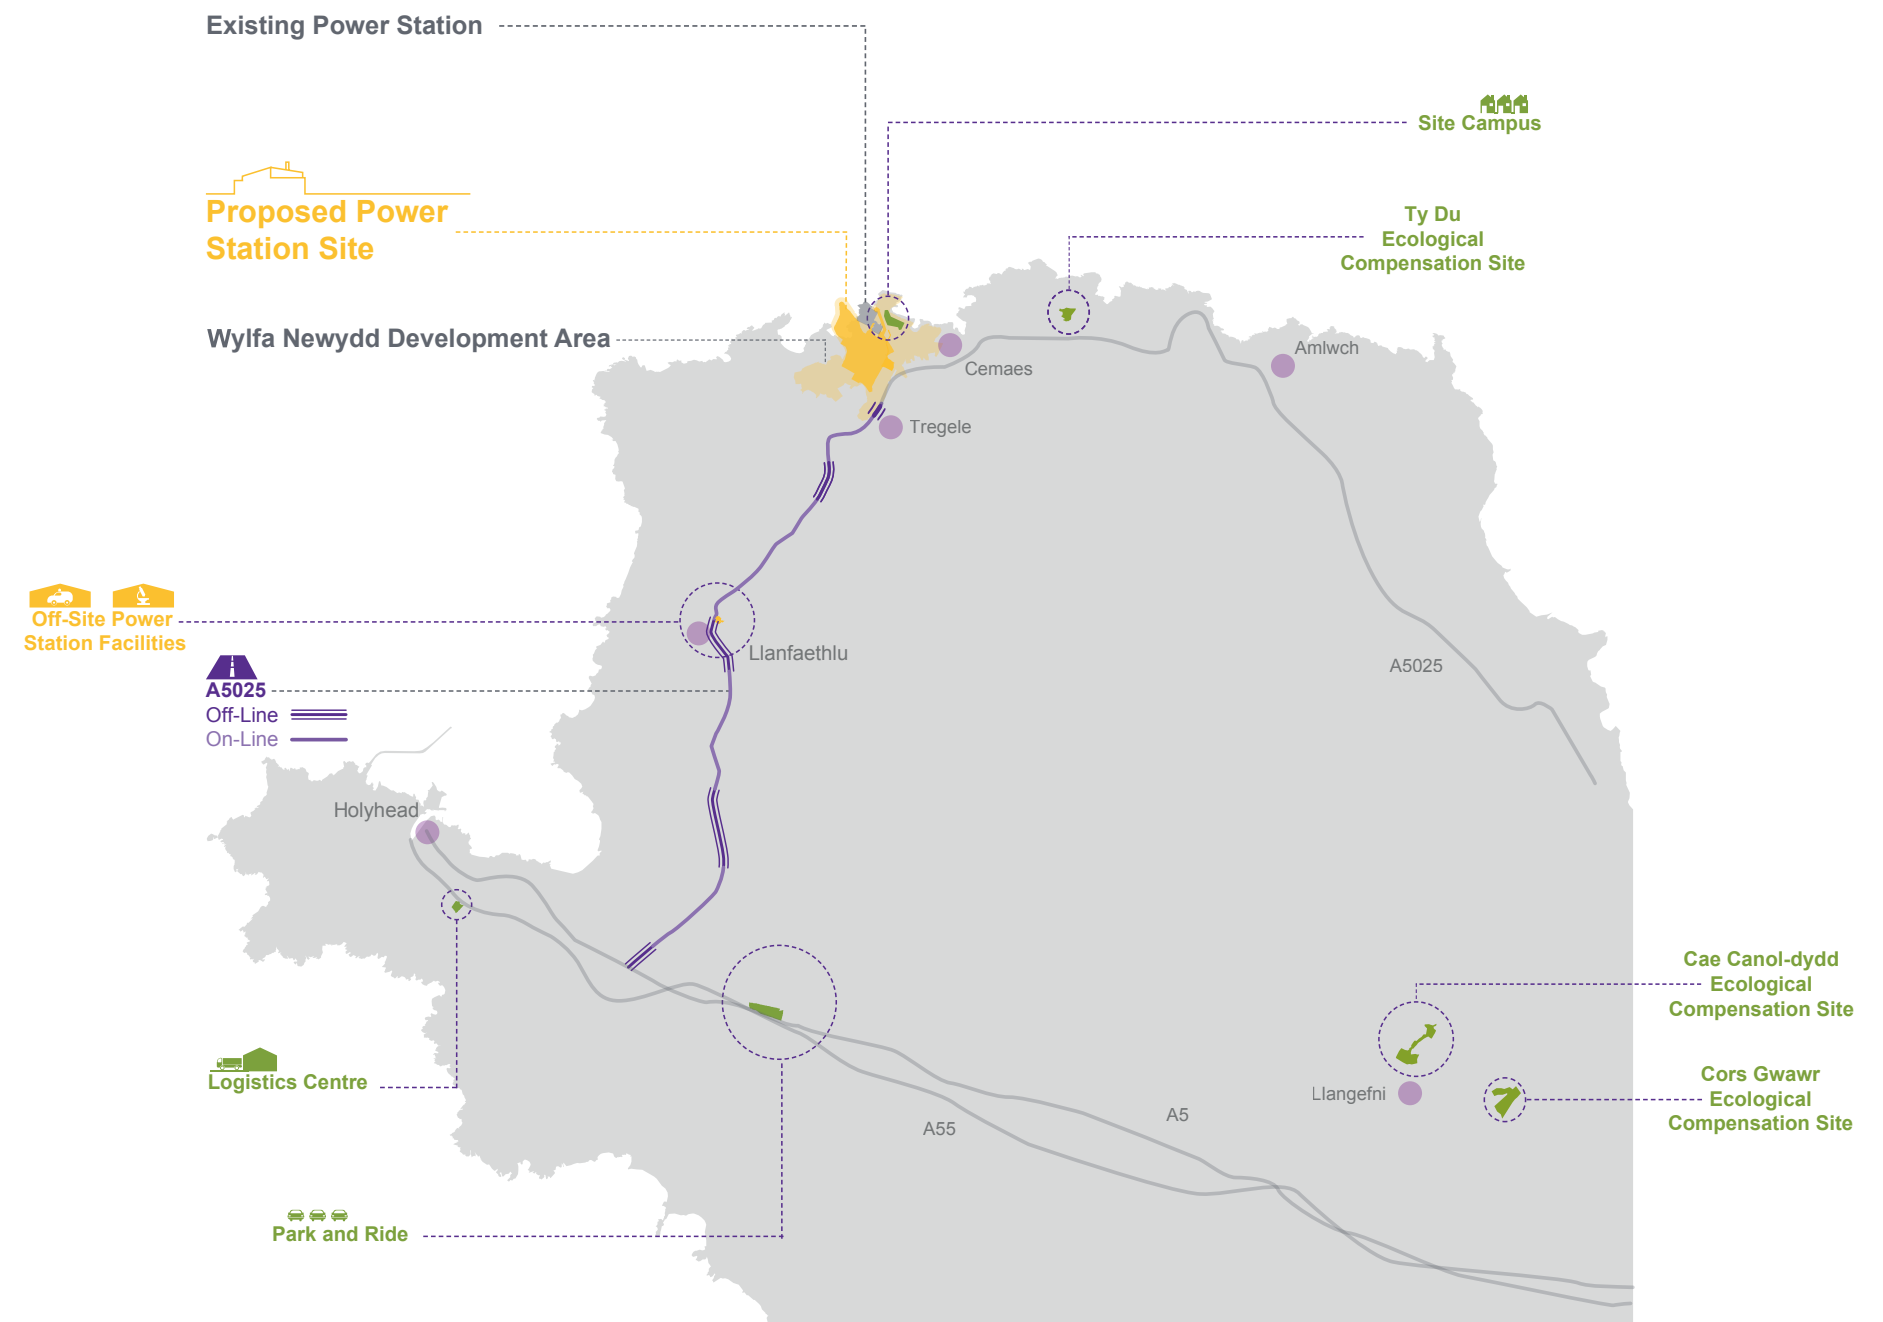 Existing Power Station
Site Campus
Proposed Power
Station Site
Ty Du
Ecological
Compensation Site
Wylfa Newydd Development Area
Cemaes
Amlwch
Tregele
Off-Site Power
Station Facilities
Llanfaethlu
A5025
A5025
Off-Line
On-Line
Holyhead
Cae Canol-dydd
Ecological
Compensation Site
Logistics Centre
Llangefni
Cors Gwawr
Ecological
Compensation Site
A5
A55
Park and Ride